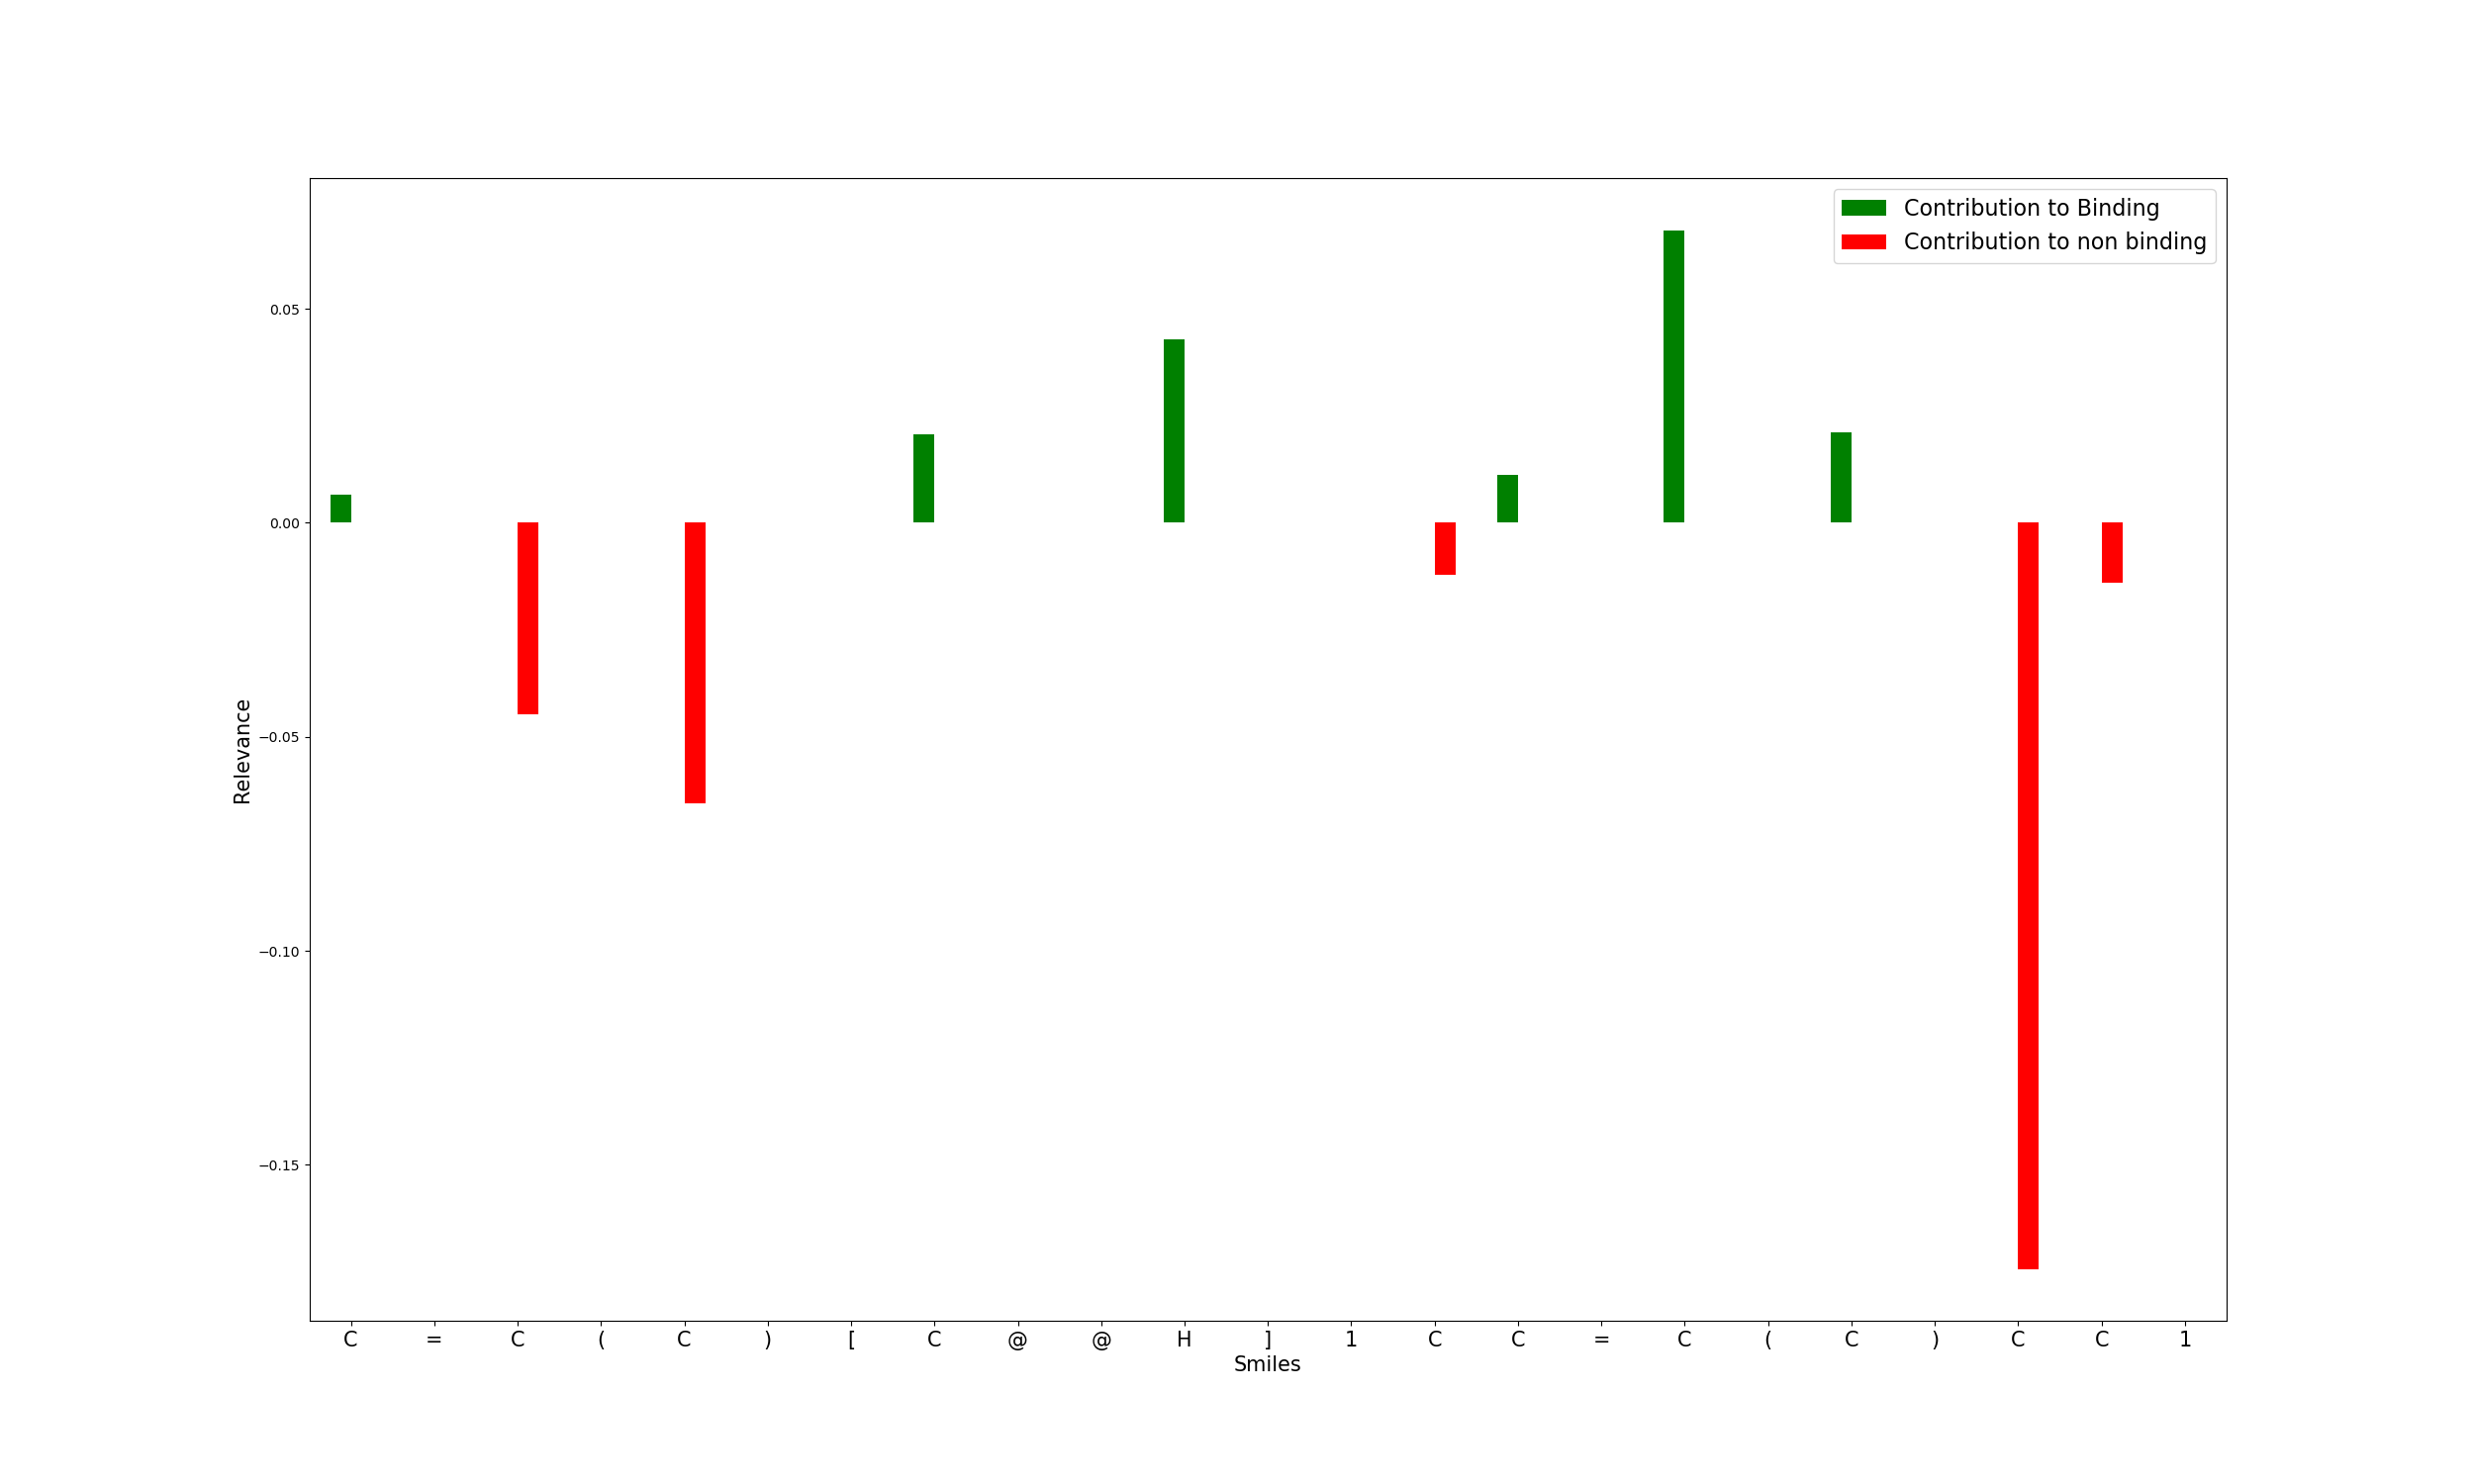 Contribution to Binding
Contribution to non binding
0.05
0.00
−0.05
−0.10
−0.15
Relevance
C = C ( C ) [ C @ @ H ] 1 C C = C ( C ) C C 1
Smiles